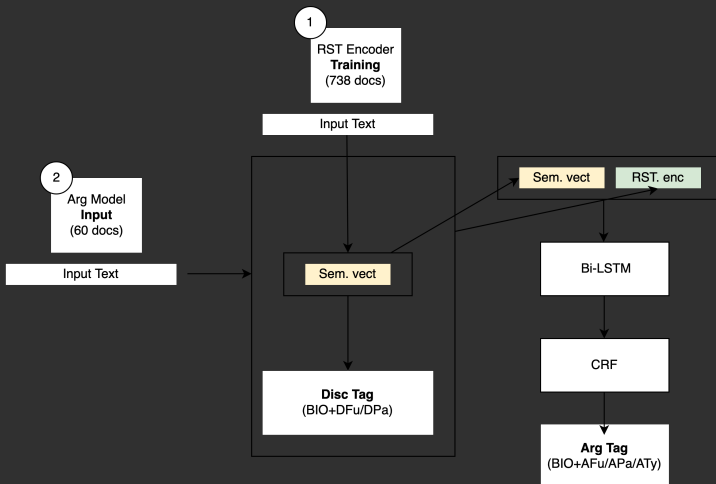 1
RST Encoder
Training
(738 docs)
Input Text
2
Arg Model
Input
(60 docs)
Input Text
Sem. vect
Disc Tag
(BIO+DFu/DPa)
Sem. vect
RST. enc
Bi-LSTM
CRF
Arg Tag
(BIO+AFu/APa/ATy)